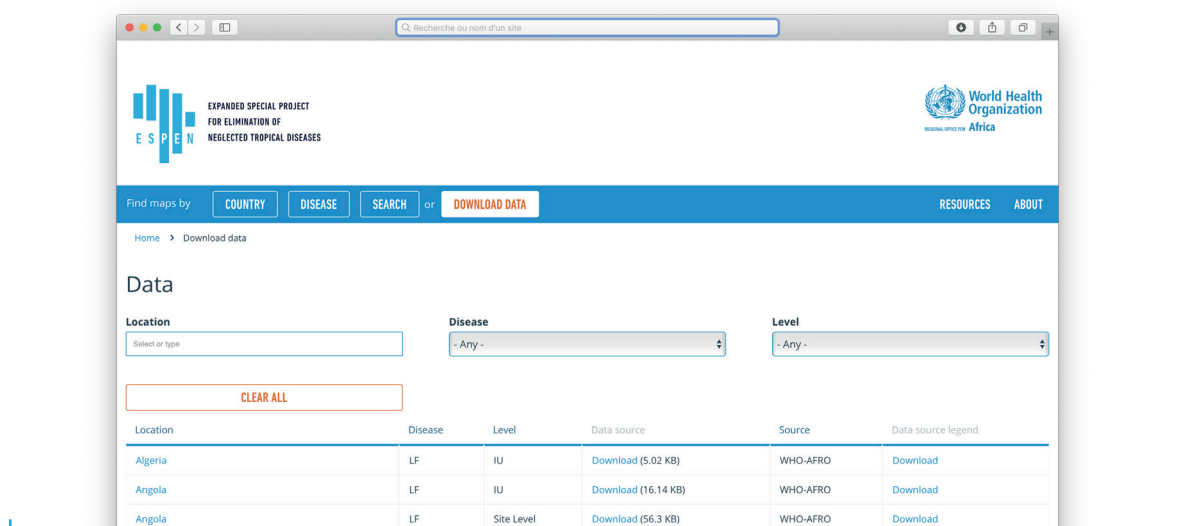 Recherche ou nom d'un site
EXPANDED SPECIAL PROJECT
FOR ELIMINATION OF
NEGLECTED TROPICAL DISEASES
E S P E N
World Health
Organization
REGIONAL OFFICE FOR Africa
Find maps by COUNTRY DISEASE SEARCH or DOWNLOAD DATA RESOURCES ABOUT
Home > Download data
Data
Location Disease Level
Select or type - Any - - Any -
CLEAR ALL
Location Disease Level Data source Source Data source legend
Algeria LF IU Download (5.02 KB) WHO-AFRO Download
Angola LF IU Download (16.14 KB) WHO-AFRO Download
Angola LF Site Level Download (56.3 KB) WHO-AFRO Download